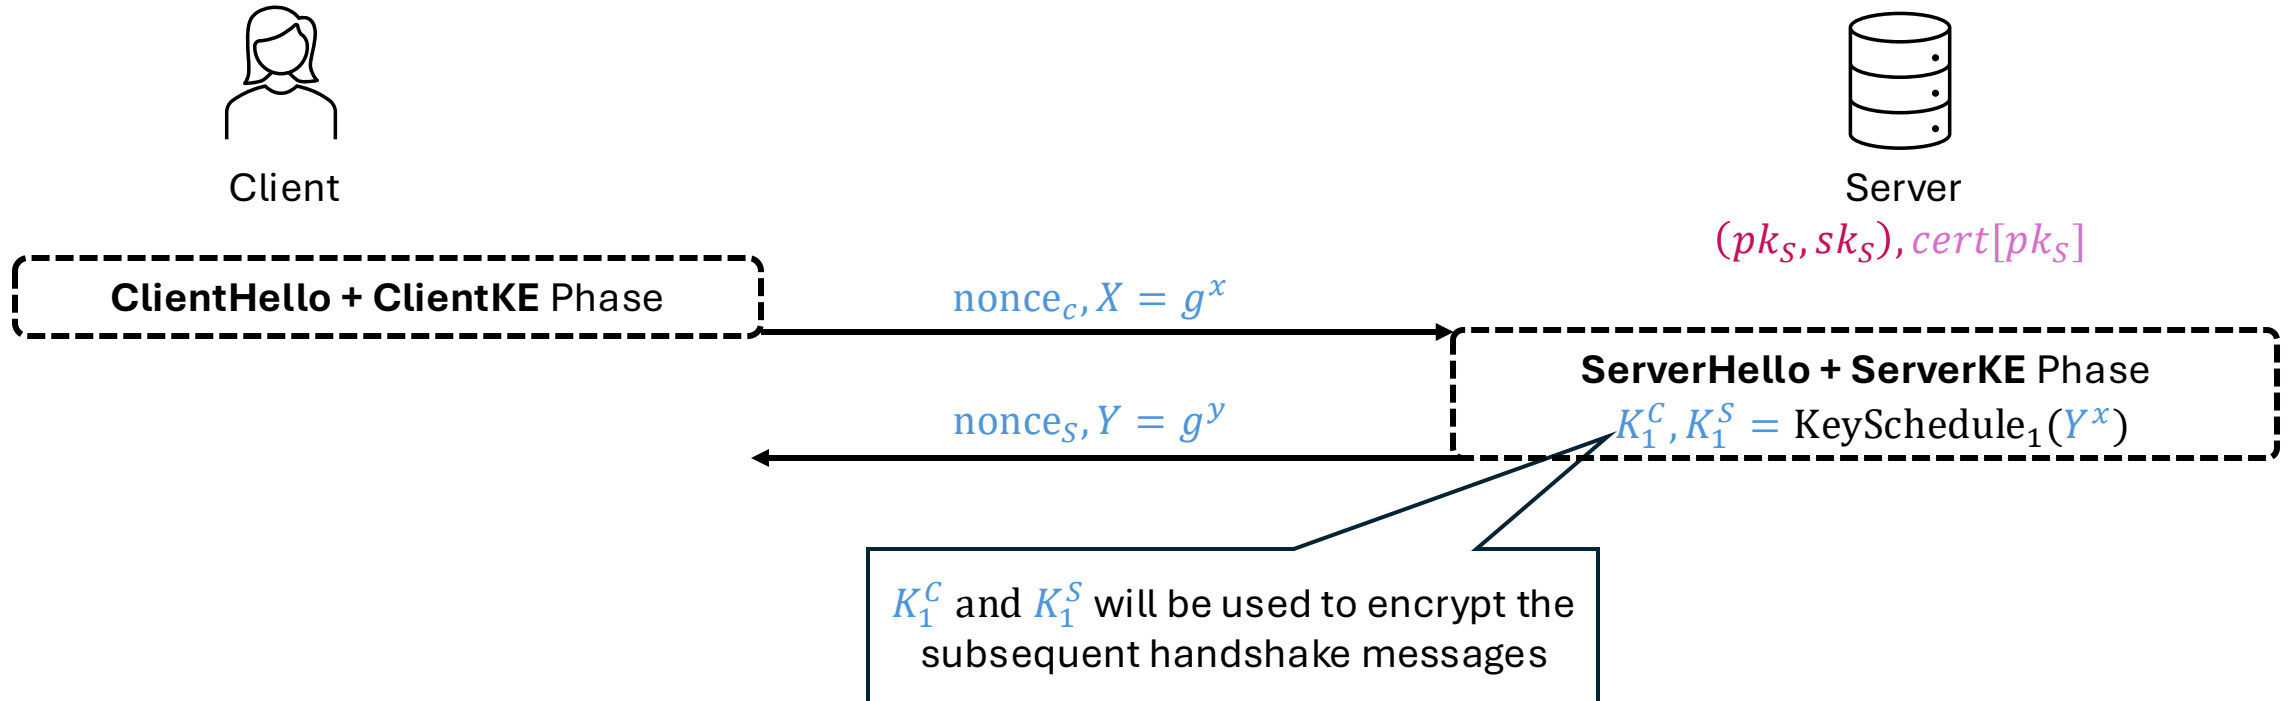 Client
Server
(pk_S, sk_S), cert[pk_S]
ClientHello + ClientKE Phase
nonce_c, X = g^x
ServerHello + ServerKE Phase
K_1^C, K_1^S = KeySchedule_1(Y^x)
nonce_S, Y = g^y
K_1^C and K_1^S will be used to encrypt the
subsequent handshake messages